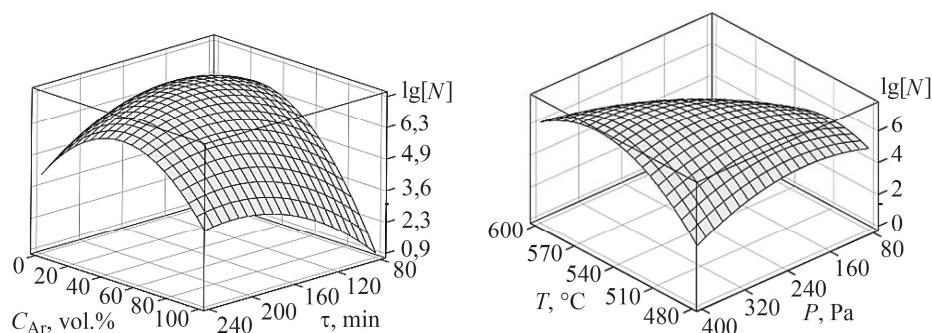 lg[N]
6,3
4,9
3,6
2,3
0,9
0 20 40 60 80 100
240 200 160 120 80
C_Ar, vol.%
τ, min
lg[N]
6
4
2
0
600 570 540 510 480
400 320 240 160 80
T, °C
P, Pa